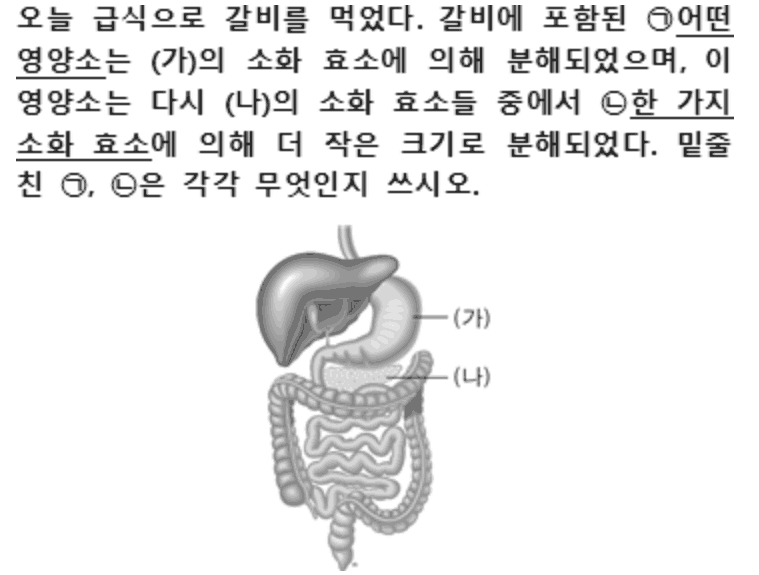 오늘 급식으로 갈비를 먹었다. 갈비에 포함된 ㉠어떤
영양소는 (가)의 소화 효소에 의해 분해되었으며, 이
영양소는 다시 (나)의 소화 효소들 중에서 ㉡한 가지
소화 효소에 의해 더 작은 크기로 분해되었다. 밑줄
친 ㉠, ㉡은 각각 무엇인지 쓰시오.
(가)
(나)